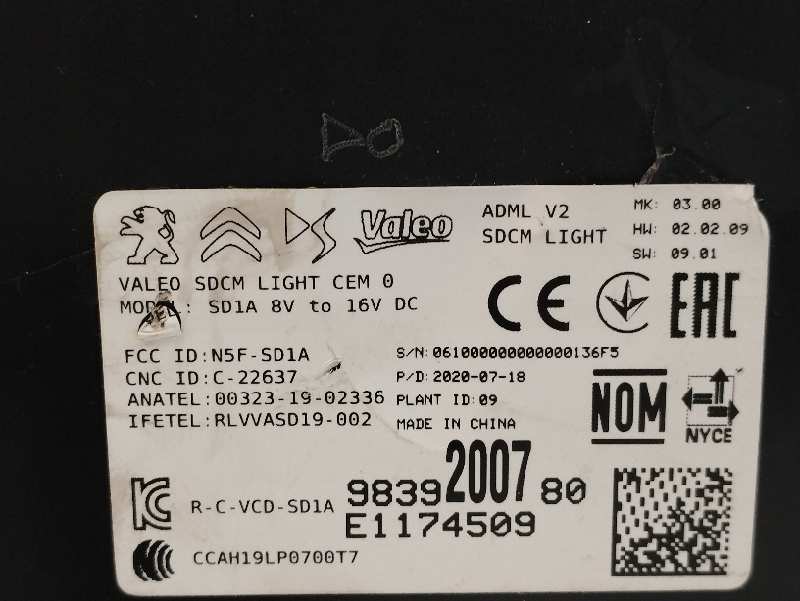 DO
DS Valeo
ADML V2
SDCM LIGHT
MK: 03.00
HW: 02.02.09
SW: 09.01
VALEO SDCM LIGHT CEM 0
SD1A 8V to 16V DC
CE
EAC
FCC ID:N5F-SD1A
CNC ID:C-22637
ANATEL:00323-19-02336
IFETEL:RLVVASD19-002
S/N:061000000000000136F5
P/D:2020-07-18
PLANT ID:09
MADE IN CHINA
NOM
NYCE
R-C-VCD-SD1A
9839200780
E1174509
CCAH19LP0700T7